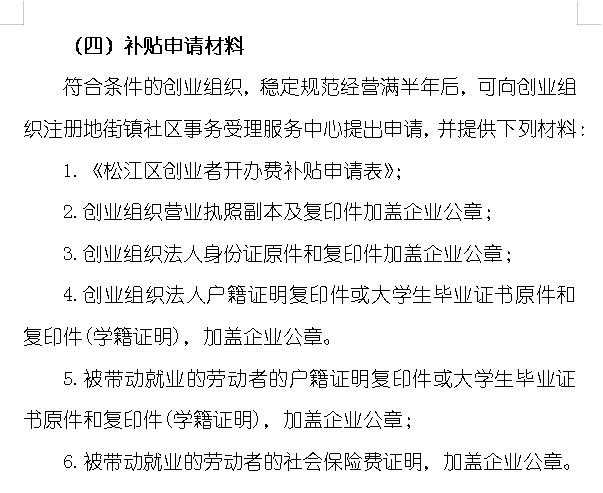 （四）补贴申请材料
符合条件的创业组织，稳定规范经营满半年后，可向创业组
织注册地街镇社区事务受理服务中心提出申请，并提供下列材料：
1.《松江区创业者开办费补贴申请表》；
2.创业组织营业执照副本及复印件加盖企业公章；
3.创业组织法人身份证原件和复印件加盖企业公章；
4.创业组织法人户籍证明复印件或大学生毕业证书原件和
复印件(学籍证明)，加盖企业公章。
5.被带动就业的劳动者的户籍证明复印件或大学生毕业证
书原件和复印件(学籍证明)，加盖企业公章；
6.被带动就业的劳动者的社会保险费证明，加盖企业公章。